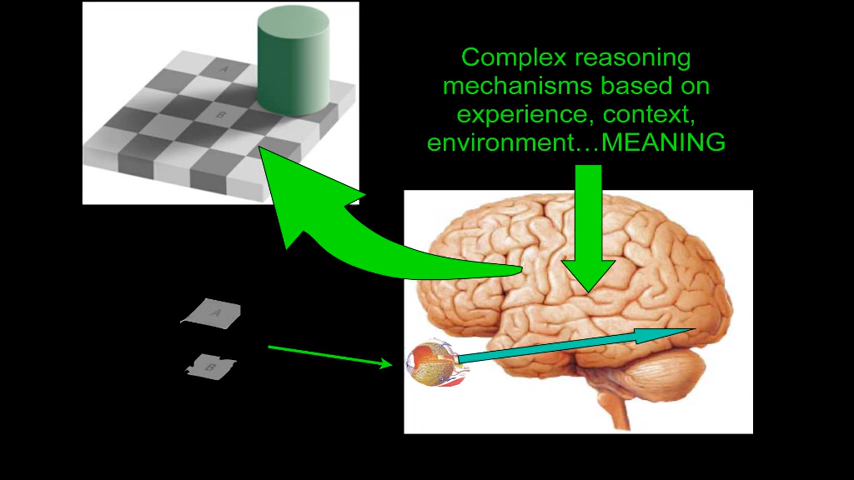 A
B
Complex reasoning
mechanisms based on
experience, context,
environment…MEANING
A
B